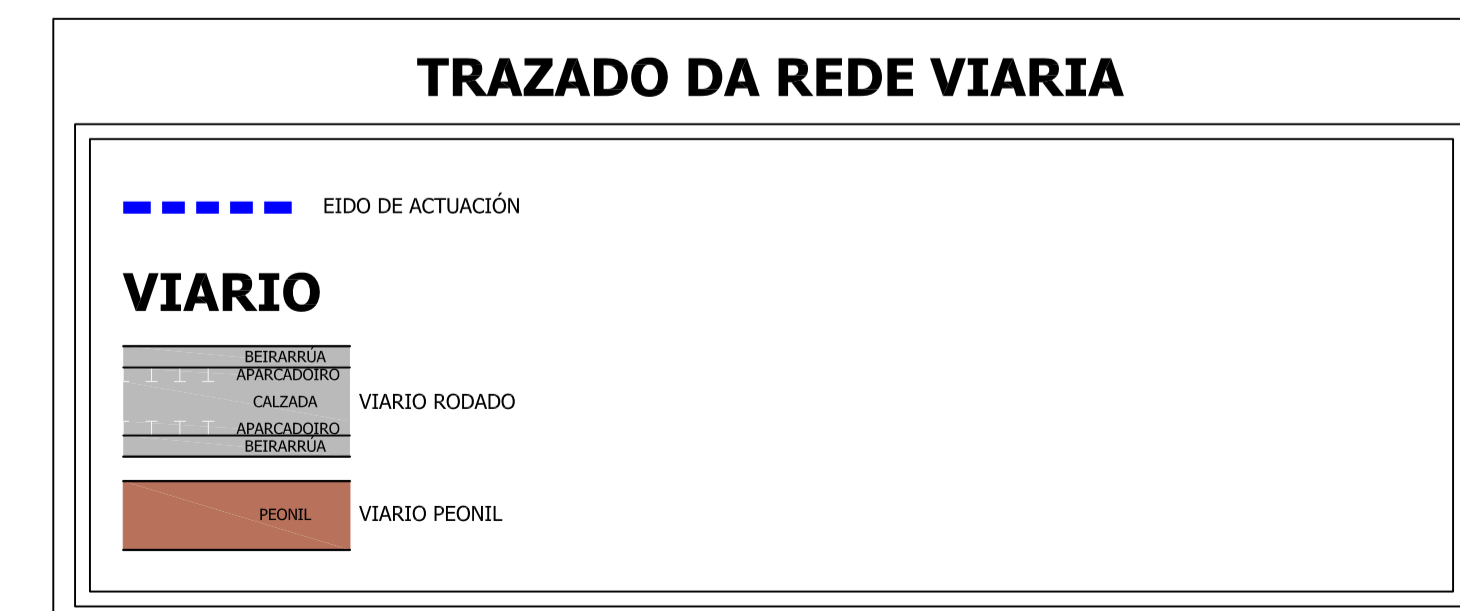 TRAZADO DA REDE VIARIA
EIDO DE ACTUACIÓN
VIARIO
BEIRARRÚA
APARCADOIRO
CALZADA
VIARIO RODADO
APARCADOIRO
BEIRARRÚA
PEONIL
VIARIO PEONIL